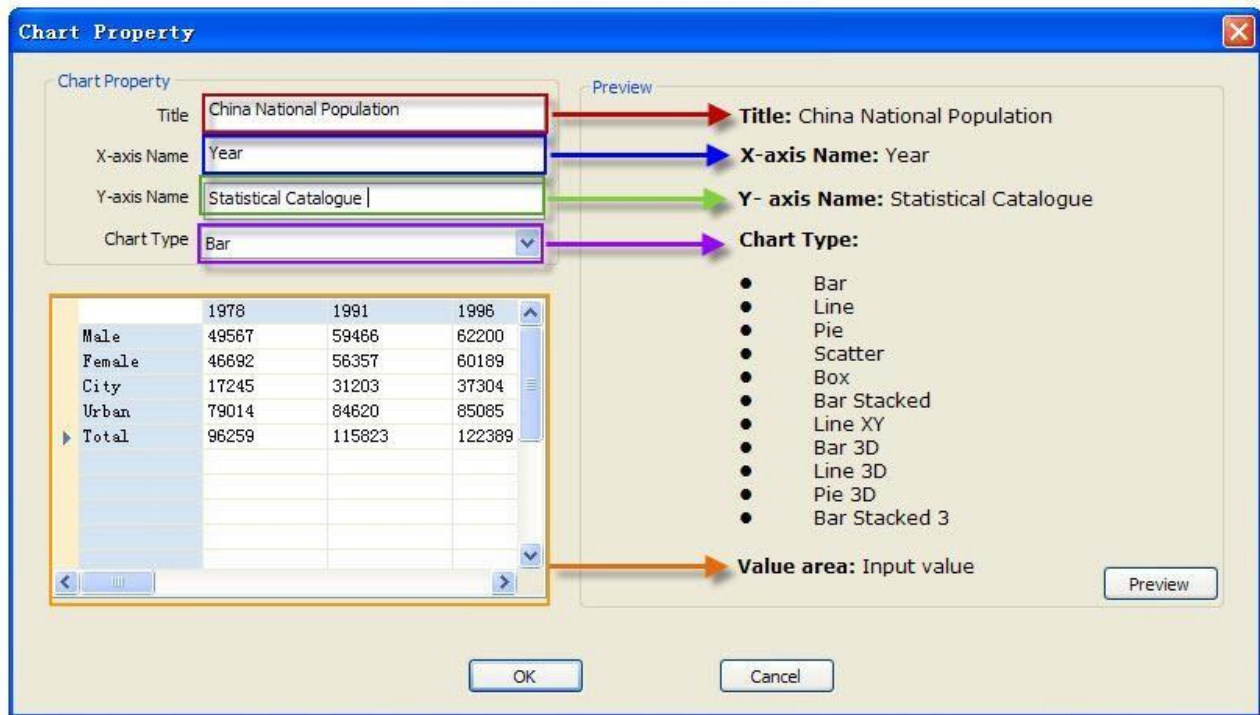 Chart Property
Chart Property
Title China National Population
X-axis Name Year
Y-axis Name Statistical Catalogue
Chart Type Bar
1978 1991 1996
Male 49567 59466 62200
Female 46692 56357 60189
City 17245 31203 37304
Urban 79014 84620 85085
Total 96259 115823 122389
Preview
Title: China National Population
X-axis Name: Year
Y- axis Name: Statistical Catalogue
Chart Type:
● Bar
● Line
● Pie
● Scatter
● Box
● Bar Stacked
● Line XY
● Bar 3D
● Line 3D
● Pie 3D
● Bar Stacked 3
Value area: Input value
Preview
OK Cancel